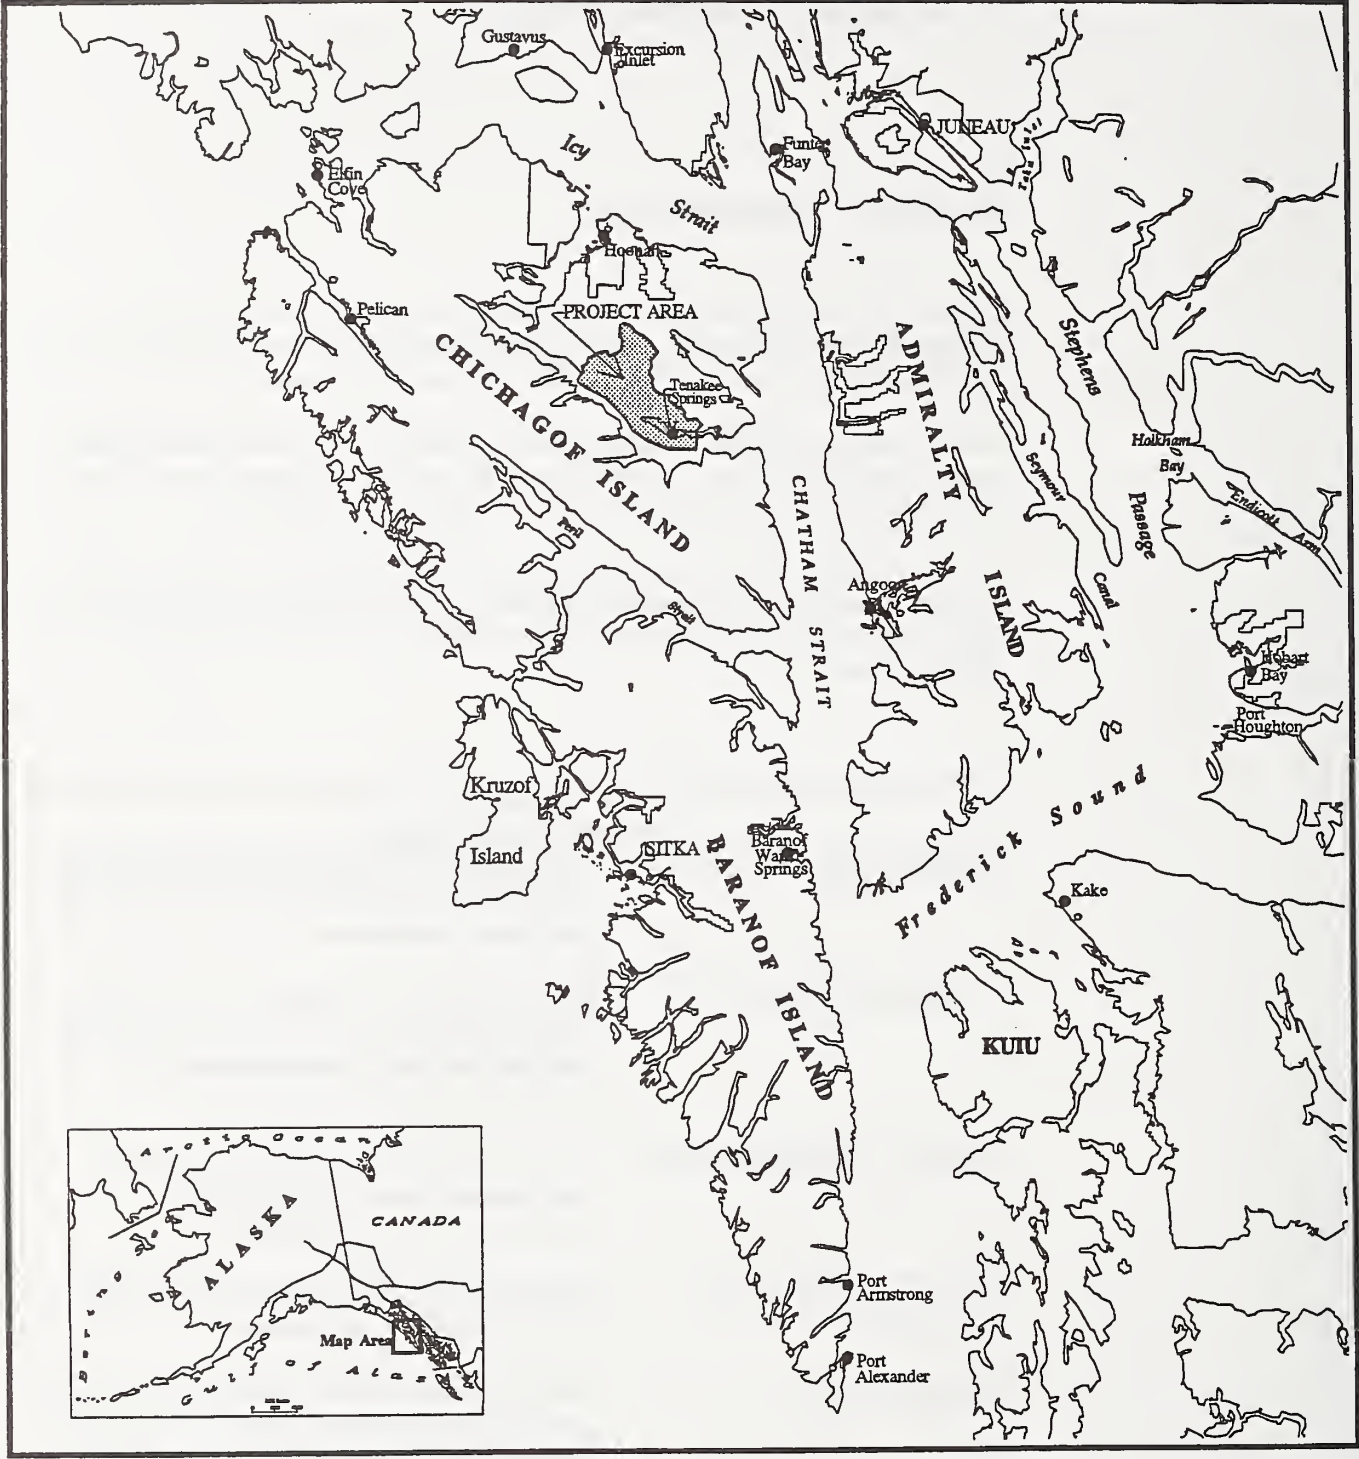 Gustavus
Excursion
Inlet
JUNEAU
Taku Inlet
Icy
Strait
Funter
Bay
Elfin
Cove
Hoonah
Pelican
PROJECT AREA
Tenakee
Springs
CHICHAGOF ISLAND
ADMIRALTY
ISLAND
Stephens
Passage
Seymour
Canal
Holkham
Bay
Endicott Arm
CHATHAM
STRAIT
Peril
Strait
Angoon
Hobart
Bay
Port
Houghton
Kruzof
Island
SITKA
Baranof
Warm
Springs
BARANOF ISLAND
Frederick Sound
Kake
KUIU
Port
Armstrong
Port
Alexander
Arctic Ocean
ALASKA
CANADA
Map Area
Gulf of Alas